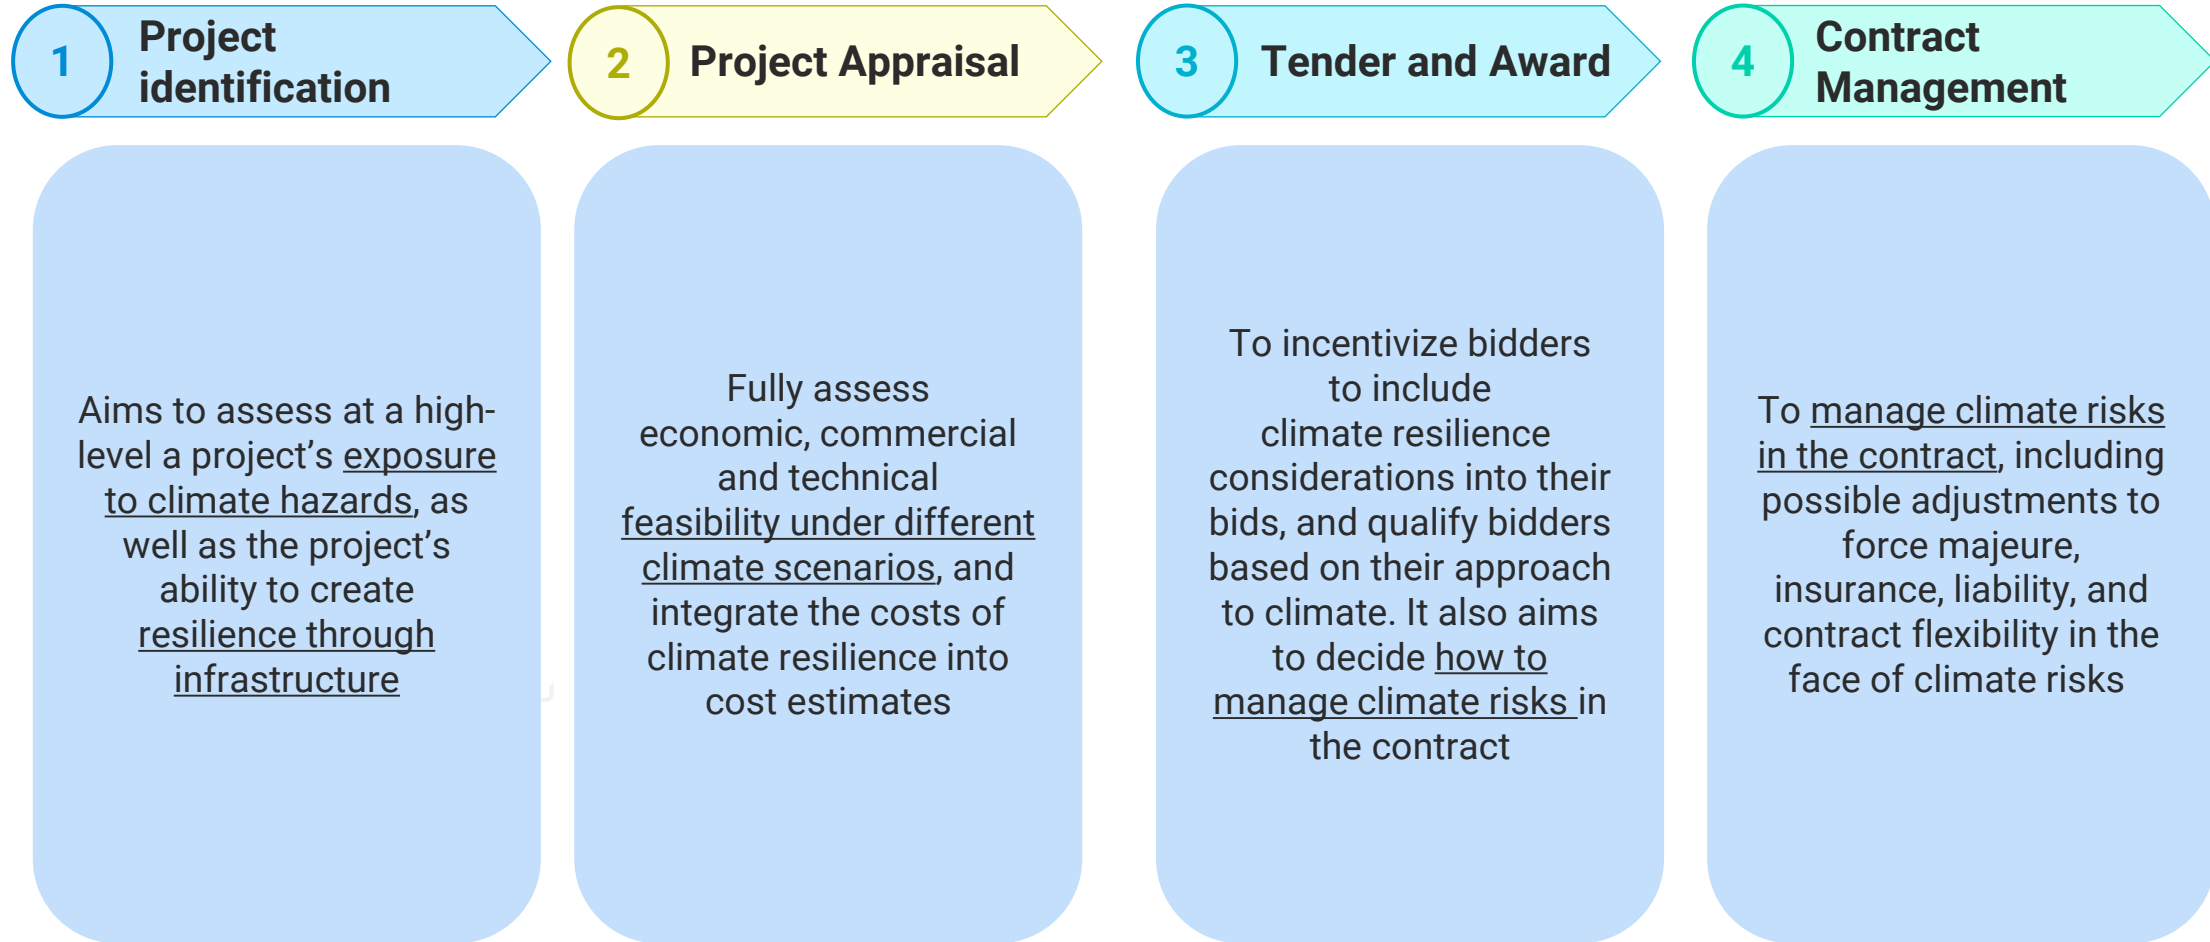 1
Project
identification
2
Project Appraisal
3
Tender and Award
4
Contract
Management
Aims to assess at a high-
level a project’s exposure
to climate hazards, as
well as the project’s
ability to create
resilience through
infrastructure
Fully assess
economic, commercial
and technical
feasibility under different
climate scenarios, and
integrate the costs of
climate resilience into
cost estimates
To incentivize bidders
to include
climate resilience
considerations into their
bids, and qualify bidders
based on their approach
to climate. It also aims
to decide how to
manage climate risks in
the contract
To manage climate risks
in the contract, including
possible adjustments to
force majeure,
insurance, liability, and
contract flexibility in the
face of climate risks